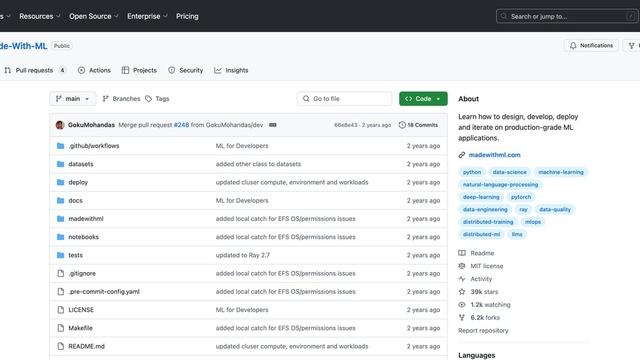 s Resources Open Source Enterprise Pricing Search or jump to... /
de-With-ML Public Notifications
Pull requests 4 Actions Projects Security Insights
main Branches Tags Go to file Code
GokuMohandas Merge pull request #248 from GokuMohandas/dev 66e8e43 · 2 years ago 18 Commits
.github/workflows ML for Developers 2 years ago
datasets added other class to datasets 2 years ago
deploy updated cluser compute, environment and workloads 2 years ago
docs ML for Developers 2 years ago
madewithml added local catch for EFS OS/permissions issues 2 years ago
notebooks added local catch for EFS OS/permissions issues 2 years ago
tests updated to Ray 2.7 2 years ago
.gitignore added local catch for EFS OS/permissions issues 2 years ago
.pre-commit-config.yaml added local catch for EFS OS/permissions issues 2 years ago
LICENSE ML for Developers 2 years ago
Makefile added local catch for EFS OS/permissions issues 2 years ago
README.md updated cluser compute, environment and workloads 2 years ago
About
Learn how to design, develop, deploy
and iterate on production-grade ML
applications.
madewithml.com
python data-science machine-learning
natural-language-processing
deep-learning pytorch
data-engineering ray data-quality
distributed-training mlops
distributed-ml llms
Readme
MIT license
Activity
39k stars
1.2k watching
6.2k forks
Report repository
Languages